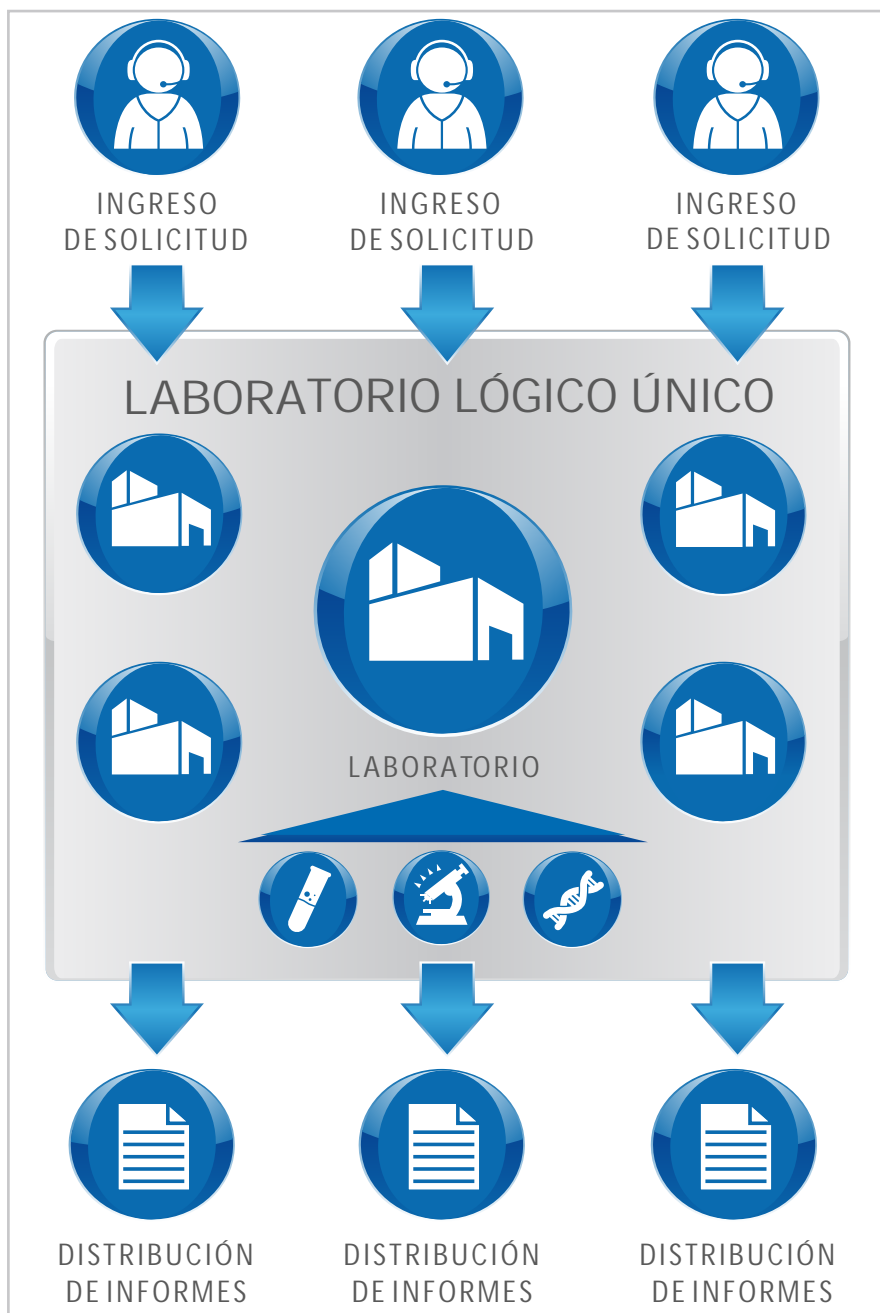 INGRESO
DE SOLICITUD
INGRESO
DE SOLICITUD
INGRESO
DE SOLICITUD
LABORATORIO LÓGICO ÚNICO
LABORATORIO
DISTRIBUCIÓN
DE INFORMES
DISTRIBUCIÓN
DE INFORMES
DISTRIBUCIÓN
DE INFORMES